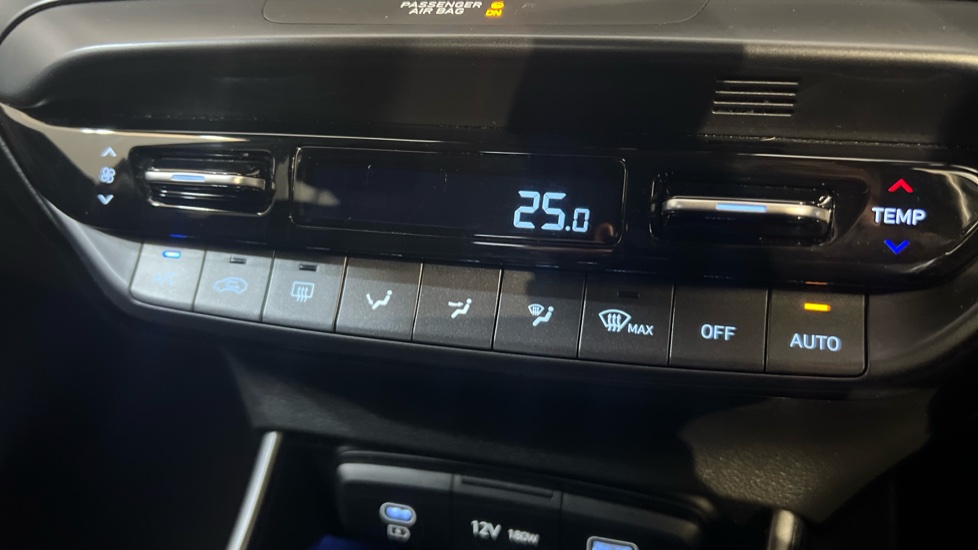 PASSENGER
AIR BAG ON
25.0
TEMP
A/C
MAX
OFF
AUTO
12V 180W